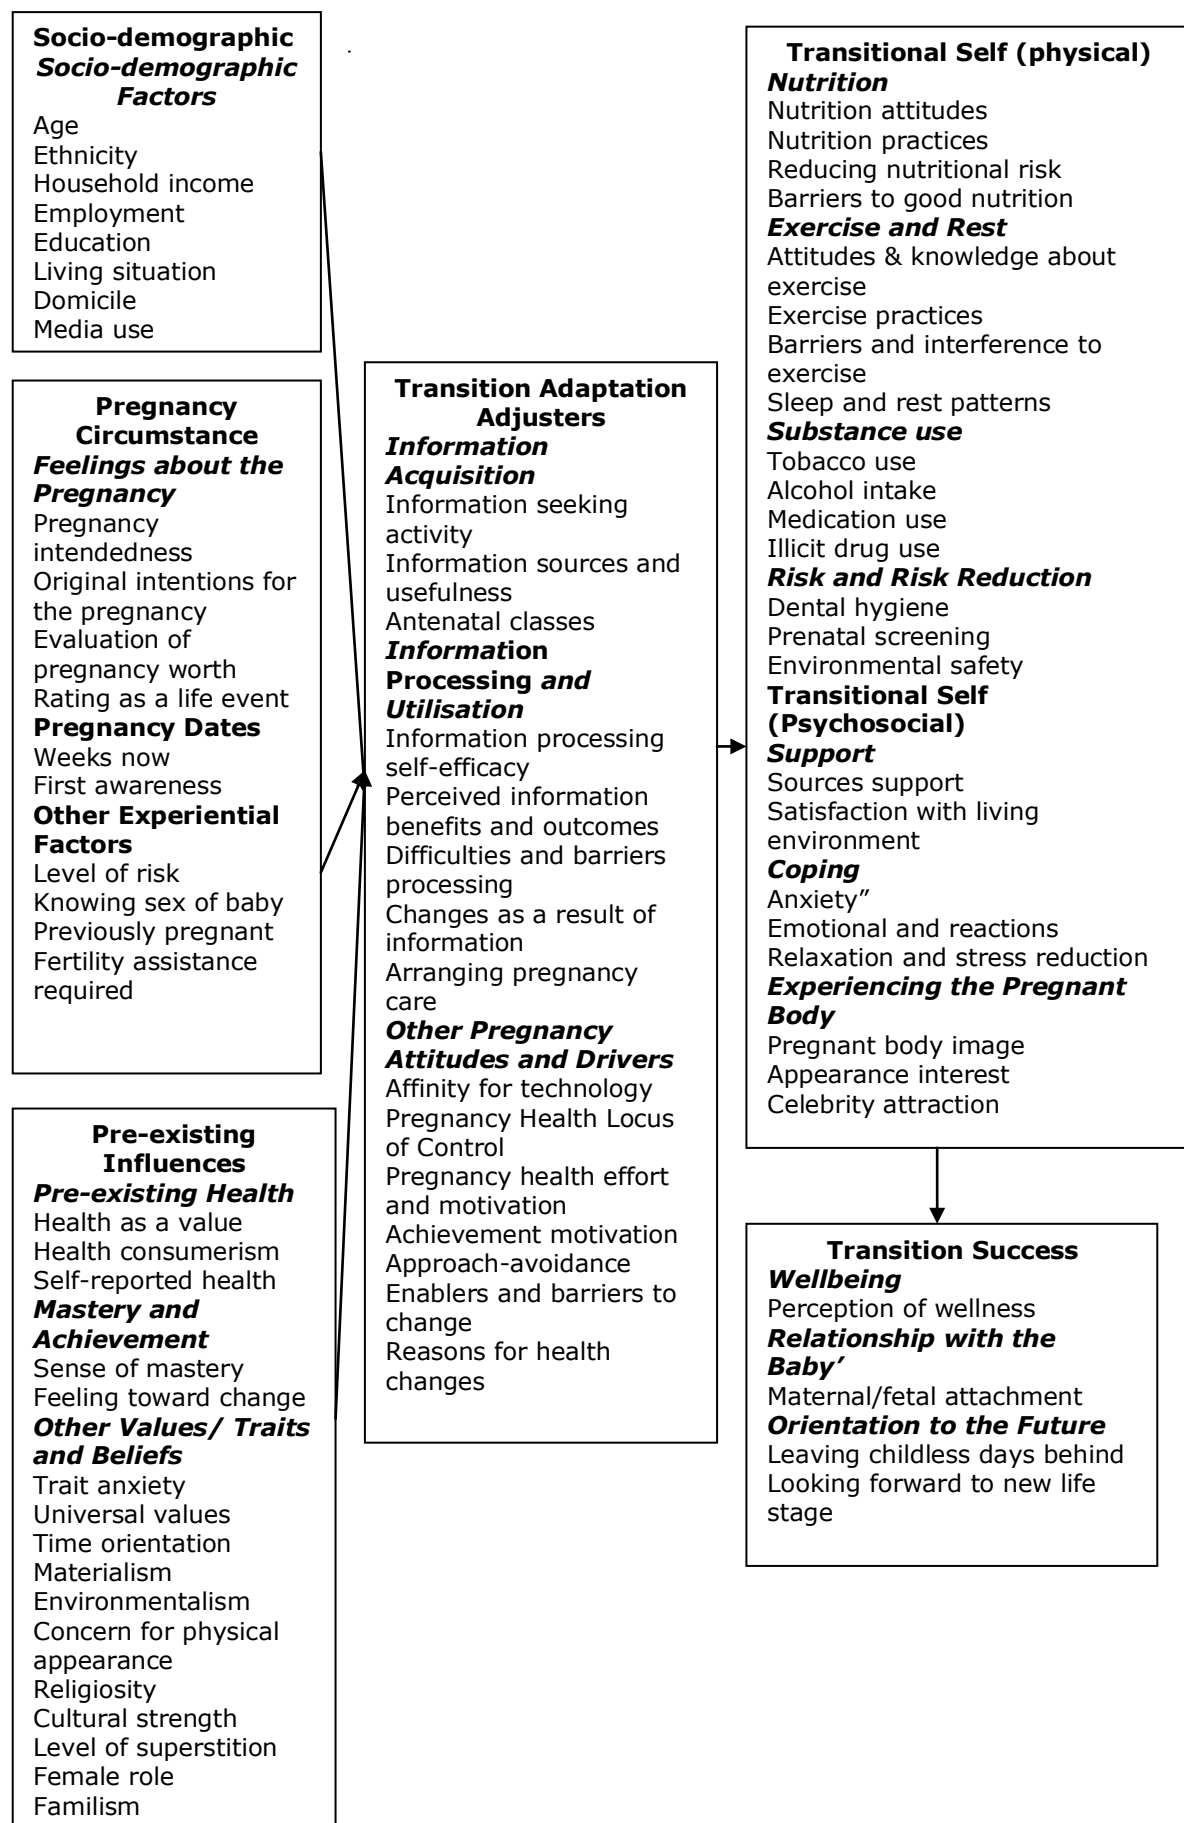 Socio-demographic
Socio-demographic
Factors
Age
Ethnicity
Household income
Employment
Education
Living situation
Domicile
Media use
Pregnancy
Circumstance
Feelings about the
Pregnancy
Pregnancy
intendedness
Original intentions for
the pregnancy
Evaluation of
pregnancy worth
Rating as a life event
Pregnancy Dates
Weeks now
First awareness
Other Experiential
Factors
Level of risk
Knowing sex of baby
Previously pregnant
Fertility assistance
required
Pre-existing
Influences
Pre-existing Health
Health as a value
Health consumerism
Self-reported health
Mastery and
Achievement
Sense of mastery
Feeling toward change
Other Values/ Traits
and Beliefs
Trait anxiety
Universal values
Time orientation
Materialism
Environmentalism
Concern for physical
appearance
Religiosity
Cultural strength
Level of superstition
Female role
Familism
Transition Adaptation
Adjusters
Information
Acquisition
Information seeking
activity
Information sources and
usefulness
Antenatal classes
Information
Processing and
Utilisation
Information processing
self-efficacy
Perceived information
benefits and outcomes
Difficulties and barriers
processing
Changes as a result of
information
Arranging pregnancy
care
Other Pregnancy
Attitudes and Drivers
Affinity for technology
Pregnancy Health Locus
of Control
Pregnancy health effort
and motivation
Achievement motivation
Approach-avoidance
Enablers and barriers to
change
Reasons for health
changes
Transitional Self (physical)
Nutrition
Nutrition attitudes
Nutrition practices
Reducing nutritional risk
Barriers to good nutrition
Exercise and Rest
Attitudes & knowledge about
exercise
Exercise practices
Barriers and interference to
exercise
Sleep and rest patterns
Substance use
Tobacco use
Alcohol intake
Medication use
Illicit drug use
Risk and Risk Reduction
Dental hygiene
Prenatal screening
Environmental safety
Transitional Self
(Psychosocial)
Support
Sources support
Satisfaction with living
environment
Coping
Anxiety”
Emotional and reactions
Relaxation and stress reduction
Experiencing the Pregnant
Body
Pregnant body image
Appearance interest
Celebrity attraction
Transition Success
Wellbeing
Perception of wellness
Relationship with the
Baby’
Maternal/fetal attachment
Orientation to the Future
Leaving childless days behind
Looking forward to new life
stage